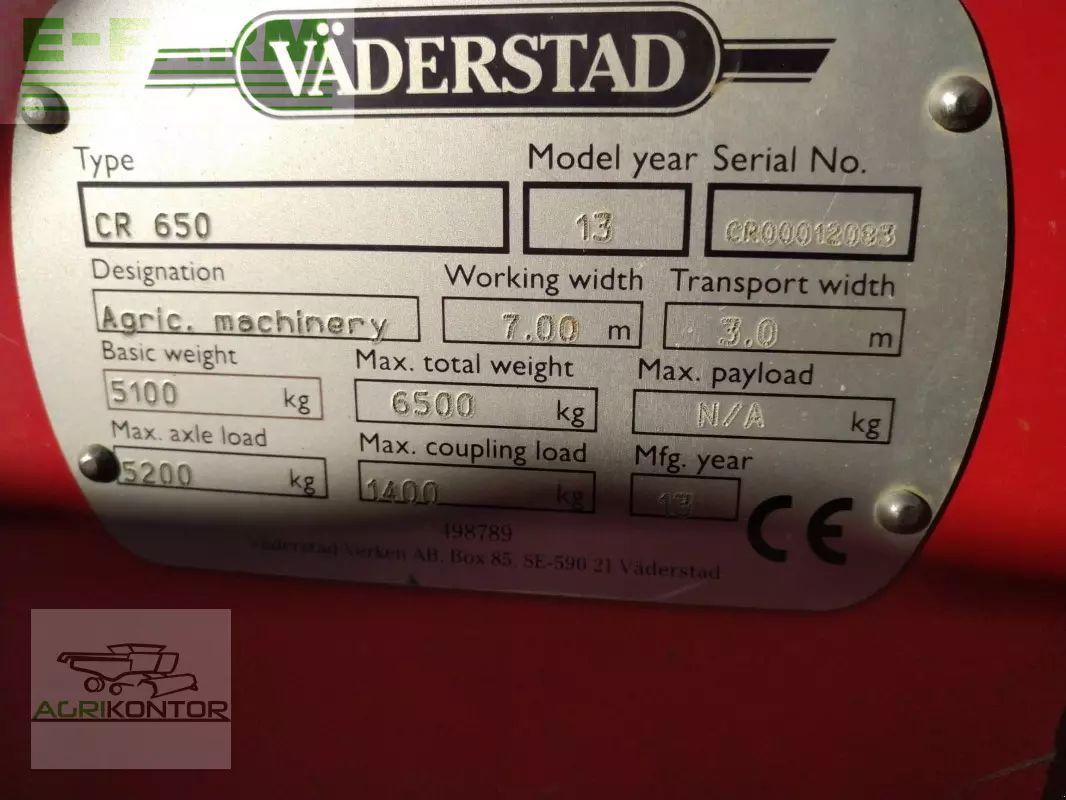 E-FARM
VÄDERSTAD
Type Model year Serial No.
CR 650 13 CR00012083
Designation Working width Transport width
Agric. machinery 7.00 m 3.0 m
Basic weight Max. total weight Max. payload
5100 kg 6500 kg N/A kg
Max. axle load Max. coupling load Mfg. year
5200 kg 1400 kg 13 CE
498789
Väderstad-Verken AB, Box 85, SE-590 21 Väderstad
AGRIKONTOR